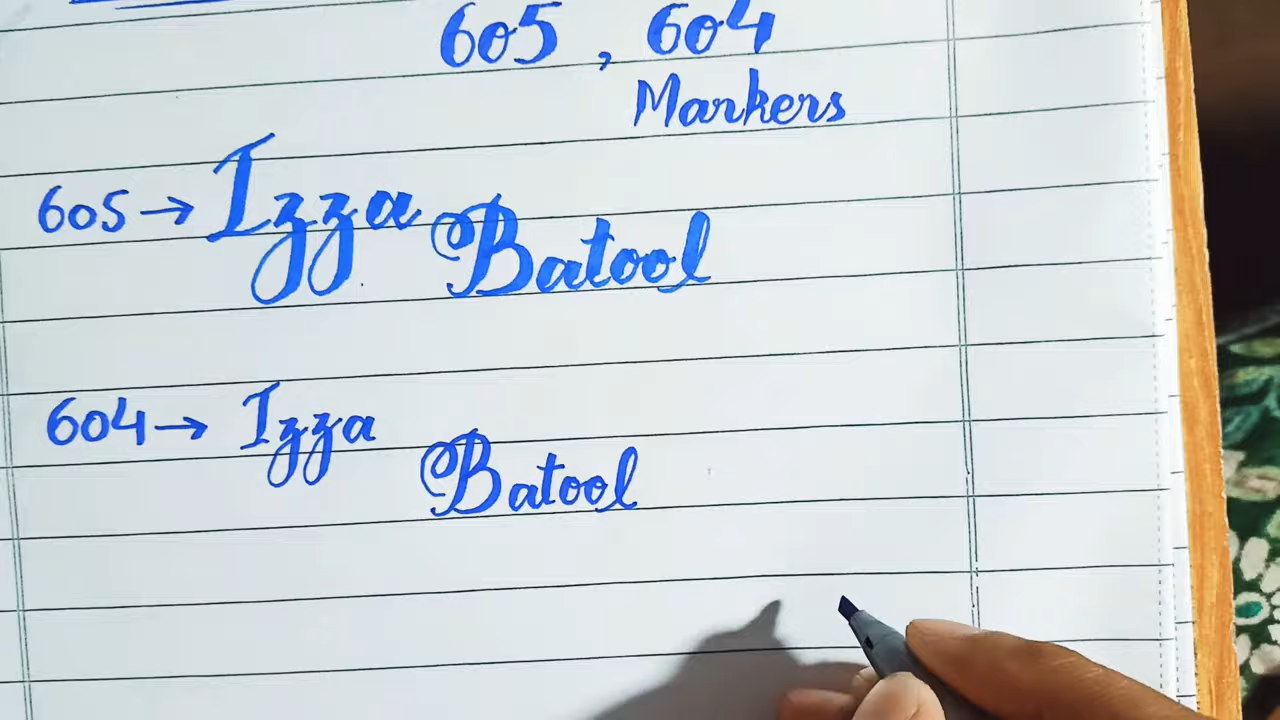 605 , 604
Markers
605 → Izza Batool
604 → Izza Batool